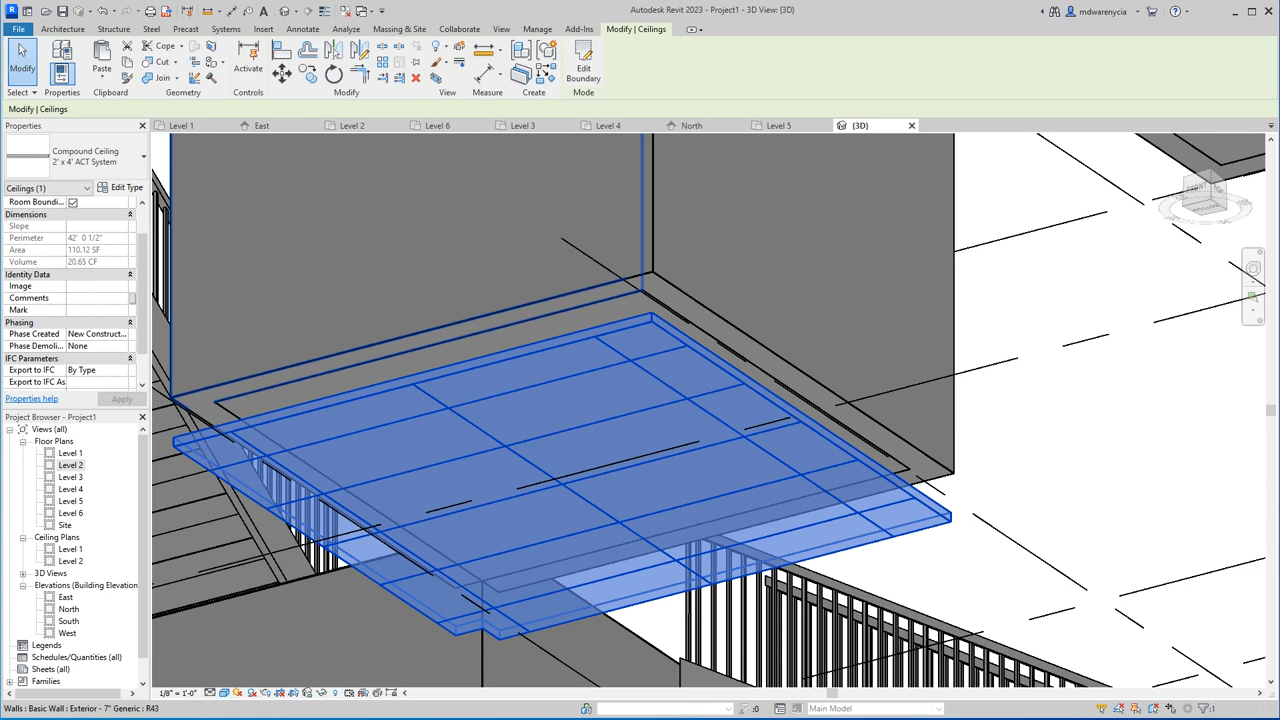 Autodesk Revit 2023 - Project1 - 3D View: {3D}
mdwarenycia
File Architecture Structure Steel Precast Systems Insert Annotate Analyze Massing & Site Collaborate View Manage Add-Ins Modify | Ceilings
Modify
Paste
Cope
Cut
Join
Activate
Edit
Boundary
Select Properties Clipboard Geometry Controls Modify View Measure Create Mode
Modify | Ceilings
Properties
Level 1 East Level 2 Level 6 Level 3 Level 4 North Level 5 {3D}
Compound Ceiling
2' x 4' ACT System
Ceilings (1) Edit Type
Room Boundi...
Dimensions
Slope
Perimeter 42' 0 1/2"
Area 110.12 SF
Volume 20.65 CF
Identity Data
Image
Comments
Mark
Phasing
Phase Created New Construct...
Phase Demoli... None
IFC Parameters
Export to IFC By Type
Export to IFC As
Properties help Apply
Project Browser - Project1
Views (all)
Floor Plans
Level 1
Level 2
Level 3
Level 4
Level 5
Level 6
Site
Ceiling Plans
Level 1
Level 2
3D Views
Elevations (Building Elevation
East
North
South
West
Legends
Schedules/Quantities (all)
Sheets (all)
Families
FRONT
1/8" = 1'-0"
Walls : Basic Wall : Exterior - 7" Generic : R43
:0
Main Model
:1